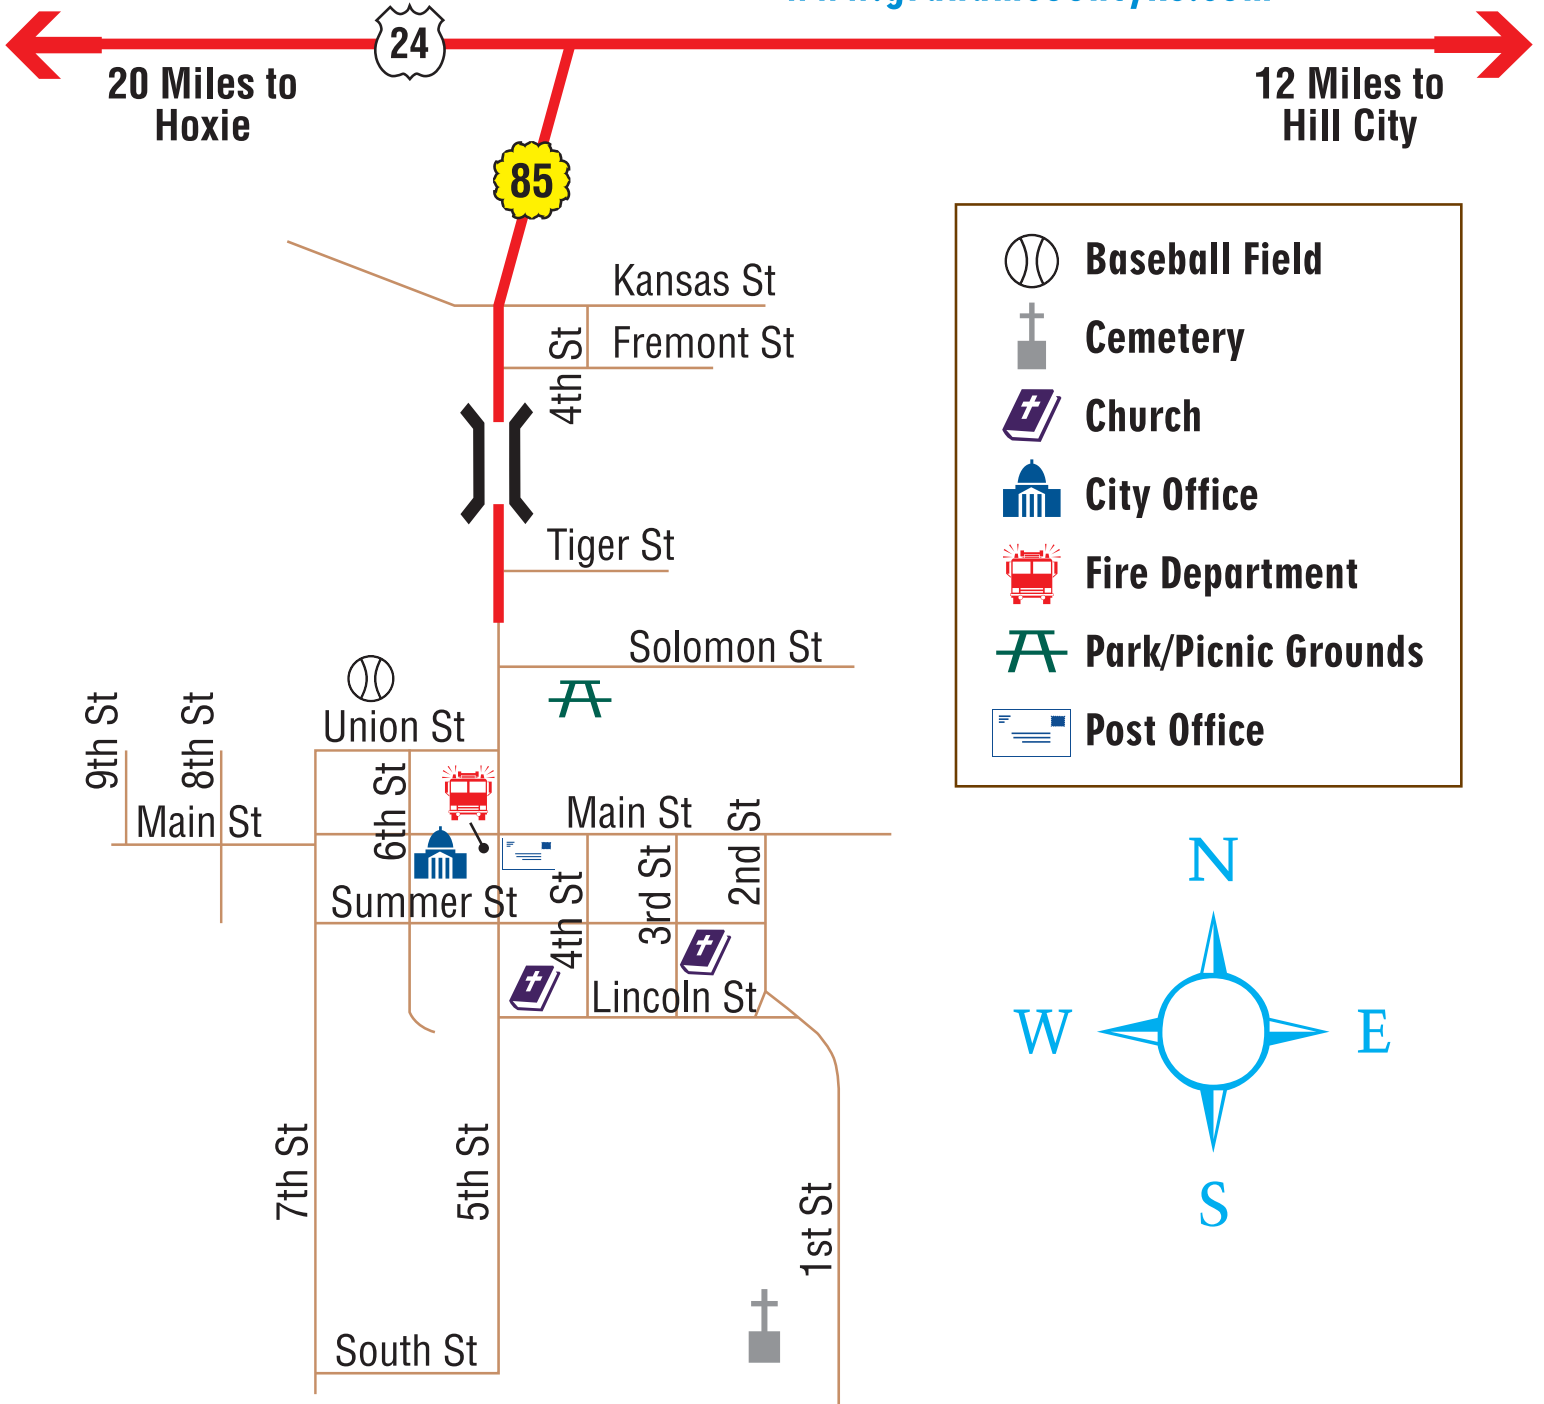 24
20 Miles to
Hoxie
12 Miles to
Hill City
85
Kansas St
Fremont St
4th St
Tiger St
Solomon St
Union St
9th St
8th St
6th St
Main St
Main St
2nd St
3rd St
4th St
Summer St
Lincoln St
7th St
5th St
1st St
South St
Baseball Field
Cemetery
Church
City Office
Fire Department
Park/Picnic Grounds
Post Office
N
W
E
S